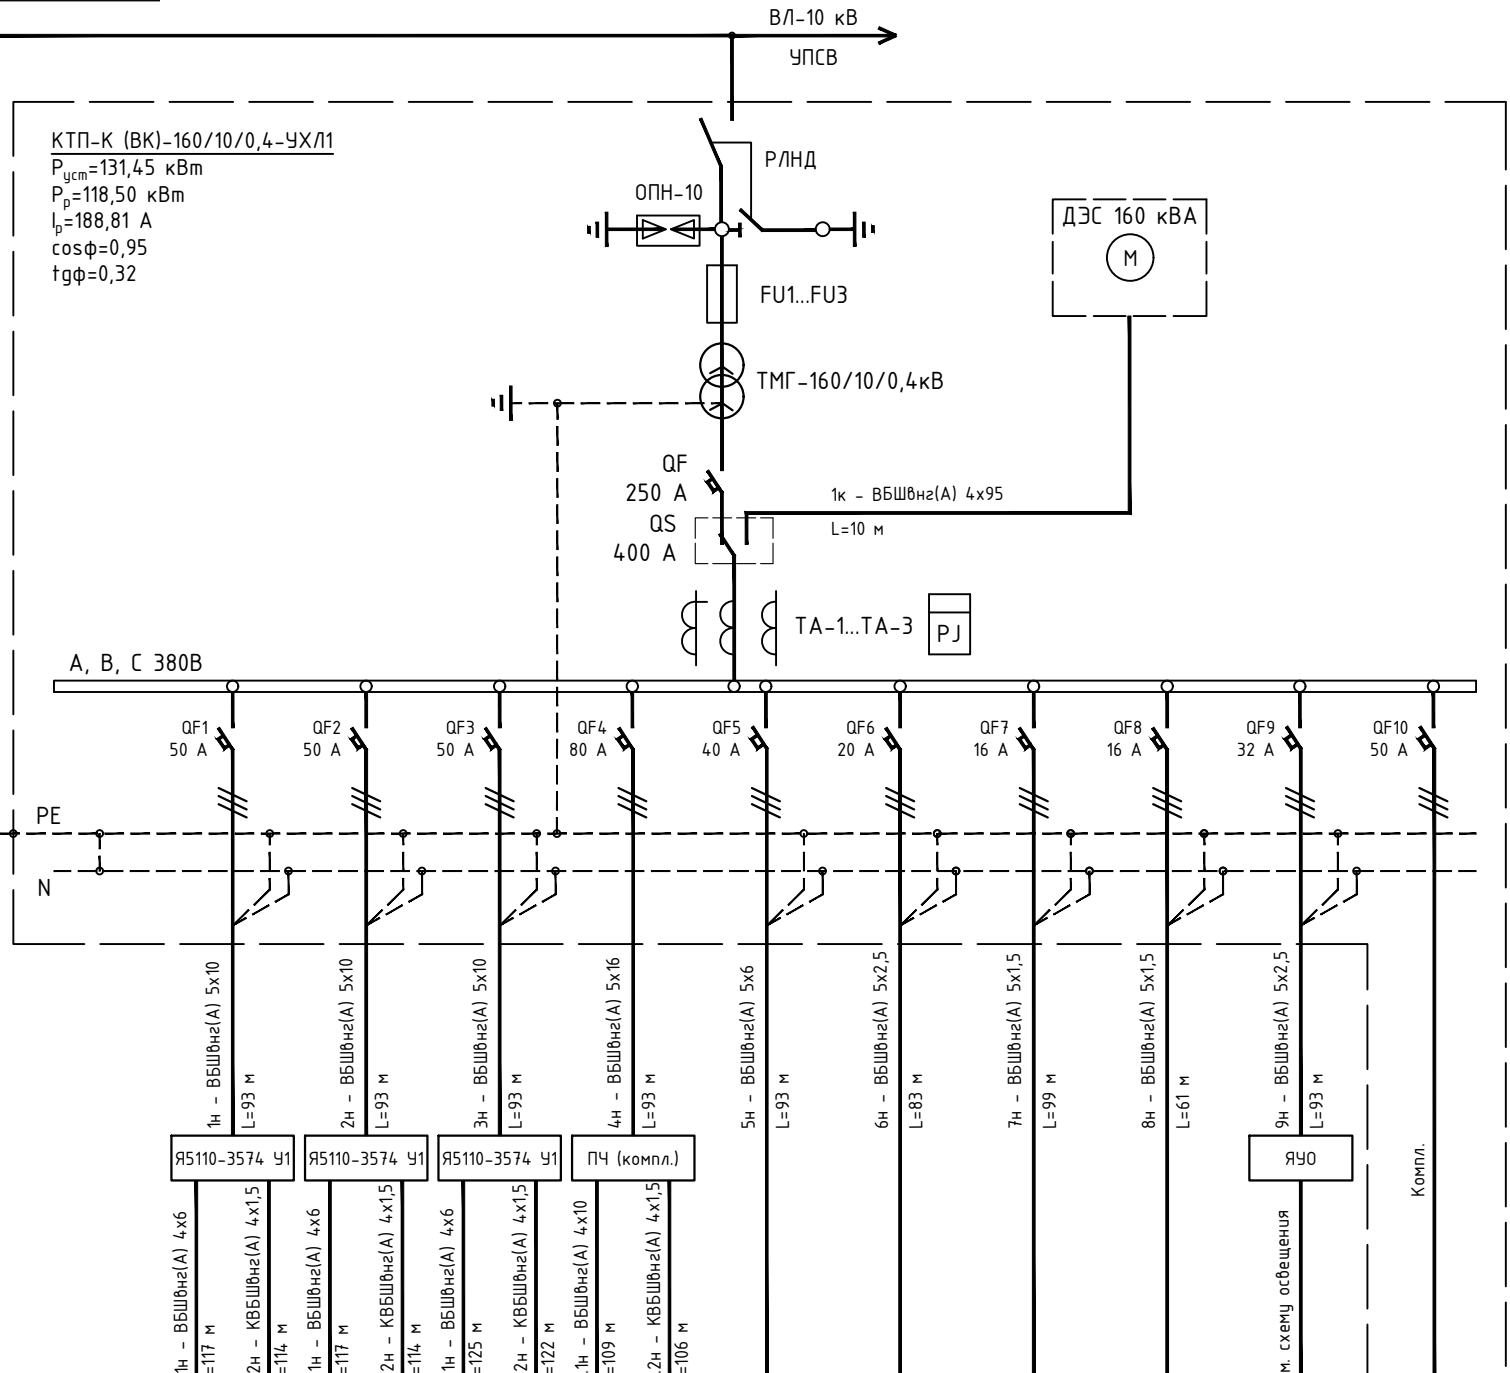 ВЛ-10 кВ
УПСВ
КТП-К (ВК)-160/10/0,4-УХЛ1
Pуст=131,45 кВт
Pр=118,50 кВт
Iр=188,81 А
cosφ=0,95
tgφ=0,32
РЛНД
ОПН-10
ДЭС 160 кВА
М
FU1...FU3
ТМГ-160/10/0,4кВ
QF
250 А
1к - ВБШвнг(А) 4х95
L=10 м
QS
400 А
ТА-1...ТА-3
PJ
А, В, С 380В
QF1
50 А
QF2
50 А
QF3
50 А
QF4
80 А
QF5
40 А
QF6
20 А
QF7
16 А
QF8
16 А
QF9
32 А
QF10
50 А
PE
N
1н - ВБШвнг(А) 5х10
L=93 м
2н - ВБШвнг(А) 5х10
L=93 м
3н - ВБШвнг(А) 5х10
L=93 м
4н - ВБШвнг(А) 5х16
L=93 м
5н - ВБШвнг(А) 5х6
L=93 м
6н - ВБШвнг(А) 5х2,5
L=83 м
7н - ВБШвнг(А) 5х1,5
L=99 м
8н - ВБШвнг(А) 5х1,5
L=61 м
9н - ВБШвнг(А) 5х2,5
L=93 м
Компл.
Я5110-3574 У1
Я5110-3574 У1
Я5110-3574 У1
ПЧ (компл.)
ЯУО
1н - ВБШвнг(А) 4х6
=117 м
2н - КВБШвнг(А) 4х1,5
=114 м
1н - ВБШвнг(А) 4х6
=117 м
2н - КВБШвнг(А) 4х1,5
=114 м
1н - ВБШвнг(А) 4х6
=125 м
2н - КВБШвнг(А) 4х1,5
=122 м
.1н - ВБШвнг(А) 4х10
=109 м
.2н - КВБШвнг(А) 4х1,5
=106 м
м. схему освещения